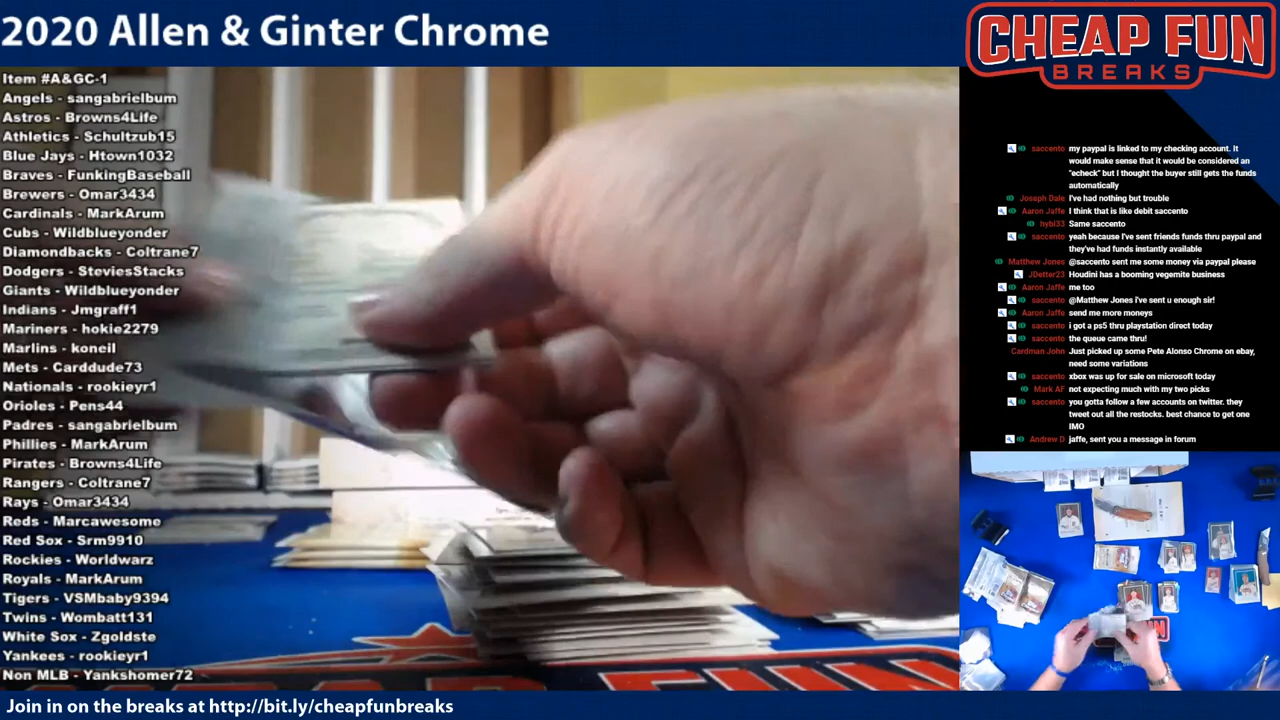 2020 Allen & Ginter Chrome
CHEAP FUN
BREAKS
Item #A&GC-1
Angels - sangabrielbum
Astros - Browns4Life
Athletics - Schultzub15
Blue Jays - Htown1032
Braves - FunkingBaseball
Brewers - Omar3434
Cardinals - MarkArum
Cubs - Wildblueyonder
Diamondbacks - Coltrane7
Dodgers - SteviesStacks
Giants - Wildblueyonder
Indians - Jmgraff1
Mariners - hokie2279
Marlins - koneil
Mets - Carddude73
Nationals - rookieyr1
Orioles - Pens44
Padres - sangabrielbum
Phillies - MarkArum
Pirates - Browns4Life
Rangers - Coltrane7
Rays - Omar3434
Reds - Marcawesome
Red Sox - Srm9910
Rockies - Worldwarz
Royals - MarkArum
Tigers - VSMbaby9394
Twins - Wombatt131
White Sox - Zgoldste
Yankees - rookieyr1
Non MLB - Yankshomer72
saccento my paypal is linked to my checking account. It
would make sense that it would be considered an
"echeck" but I thought the buyer still gets the funds
automatically
Joseph Dale I've had nothing but trouble
Aaron Jaffe I think that is like debit saccento
hybl33 Same saccento
saccento yeah because I've sent friends funds thru paypal and
they've had funds instantly available
Matthew Jones @saccento sent me some money via paypal please
JDetter23 Houdini has a booming vegemite business
Aaron Jaffe me too
saccento @Matthew Jones I've sent u enough sir!
Aaron Jaffe send me more moneys
saccento i got a ps5 thru playstation direct today
saccento the queue came thru!
Cardman John Just picked up some Pete Alonso Chrome on ebay,
need some variations
saccento xbox was up for sale on microsoft today
Mark AF not expecting much with my two picks
saccento you gotta follow a few accounts on twitter. they
tweet out all the restocks. best chance to get one
IMO
Andrew D jaffe, sent you a message in forum
Join in on the breaks at http://bit.ly/cheapfunbreaks